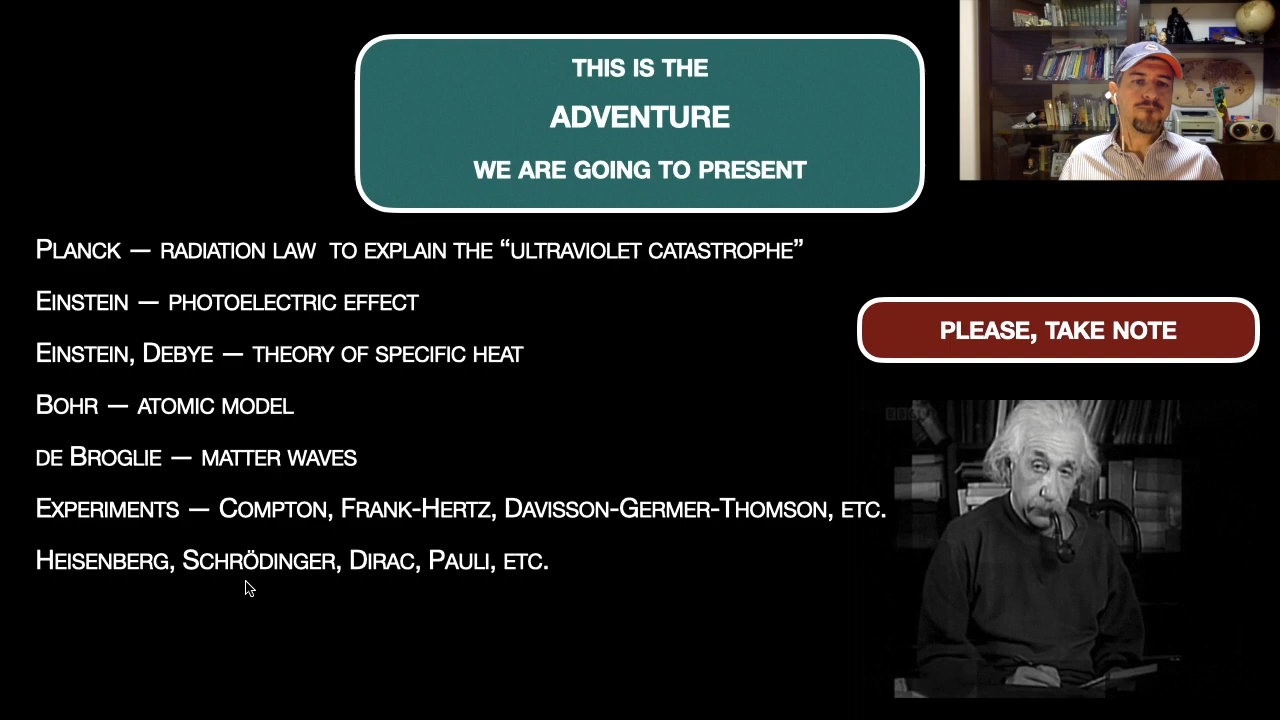 THIS IS THE
ADVENTURE
WE ARE GOING TO PRESENT
PLANCK — RADIATION LAW TO EXPLAIN THE “ULTRAVIOLET CATASTROPHE”
EINSTEIN — PHOTOELECTRIC EFFECT
PLEASE, TAKE NOTE
EINSTEIN, DEBYE — THEORY OF SPECIFIC HEAT
BOHR — ATOMIC MODEL
BBC
DE BROGLIE — MATTER WAVES
EXPERIMENTS — COMPTON, FRANK-HERTZ, DAVISSON-GERMER-THOMSON, ETC.
HEISENBERG, SCHRÖDINGER, DIRAC, PAULI, ETC.